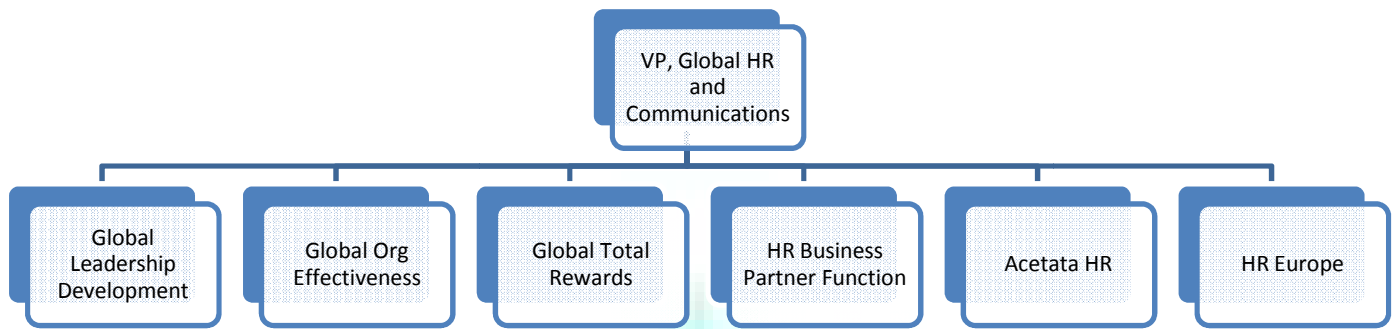 VP, Global HR
and
Communications
Global
Leadership
Development
Global Org
Effectiveness
Global Total
Rewards
HR Business
Partner Function
Acetata HR
HR Europe